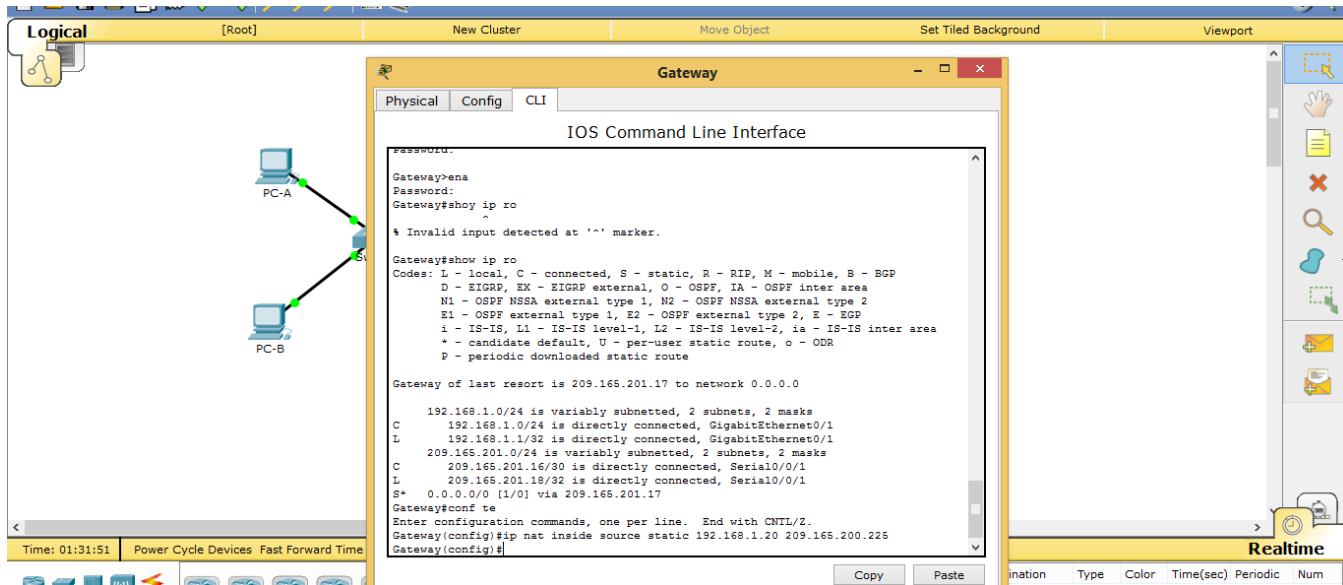 Logical [Root] New Cluster Move Object Set Tiled Background Viewport
Gateway
Physical Config CLI
IOS Command Line Interface
Password:
Gateway>ena
Password:
Gateway#shoy ip ro
^
% Invalid input detected at '^' marker.
Gateway#show ip ro
Codes: L - local, C - connected, S - static, R - RIP, M - mobile, B - BGP
D - EIGRP, EX - EIGRP external, O - OSPF, IA - OSPF inter area
N1 - OSPF NSSA external type 1, N2 - OSPF NSSA external type 2
E1 - OSPF external type 1, E2 - OSPF external type 2, E - EGP
i - IS-IS, L1 - IS-IS level-1, L2 - IS-IS level-2, ia - IS-IS inter area
* - candidate default, U - per-user static route, o - ODR
P - periodic downloaded static route
Gateway of last resort is 209.165.201.17 to network 0.0.0.0
192.168.1.0/24 is variably subnetted, 2 subnets, 2 masks
C 192.168.1.0/24 is directly connected, GigabitEthernet0/1
L 192.168.1.1/32 is directly connected, GigabitEthernet0/1
209.165.201.0/24 is variably subnetted, 2 subnets, 2 masks
C 209.165.201.16/30 is directly connected, Serial0/0/1
L 209.165.201.18/32 is directly connected, Serial0/0/1
S* 0.0.0.0/0 [1/0] via 209.165.201.17
Gateway#conf te
Enter configuration commands, one per line. End with CNTL/Z.
Gateway(config)#ip nat inside source static 192.168.1.20 209.165.200.225
Gateway(config)#
Copy Paste
PC-A
PC-B
Time: 01:31:51 Power Cycle Devices Fast Forward Time
Realtime
ination Type Color Time(sec) Periodic Num